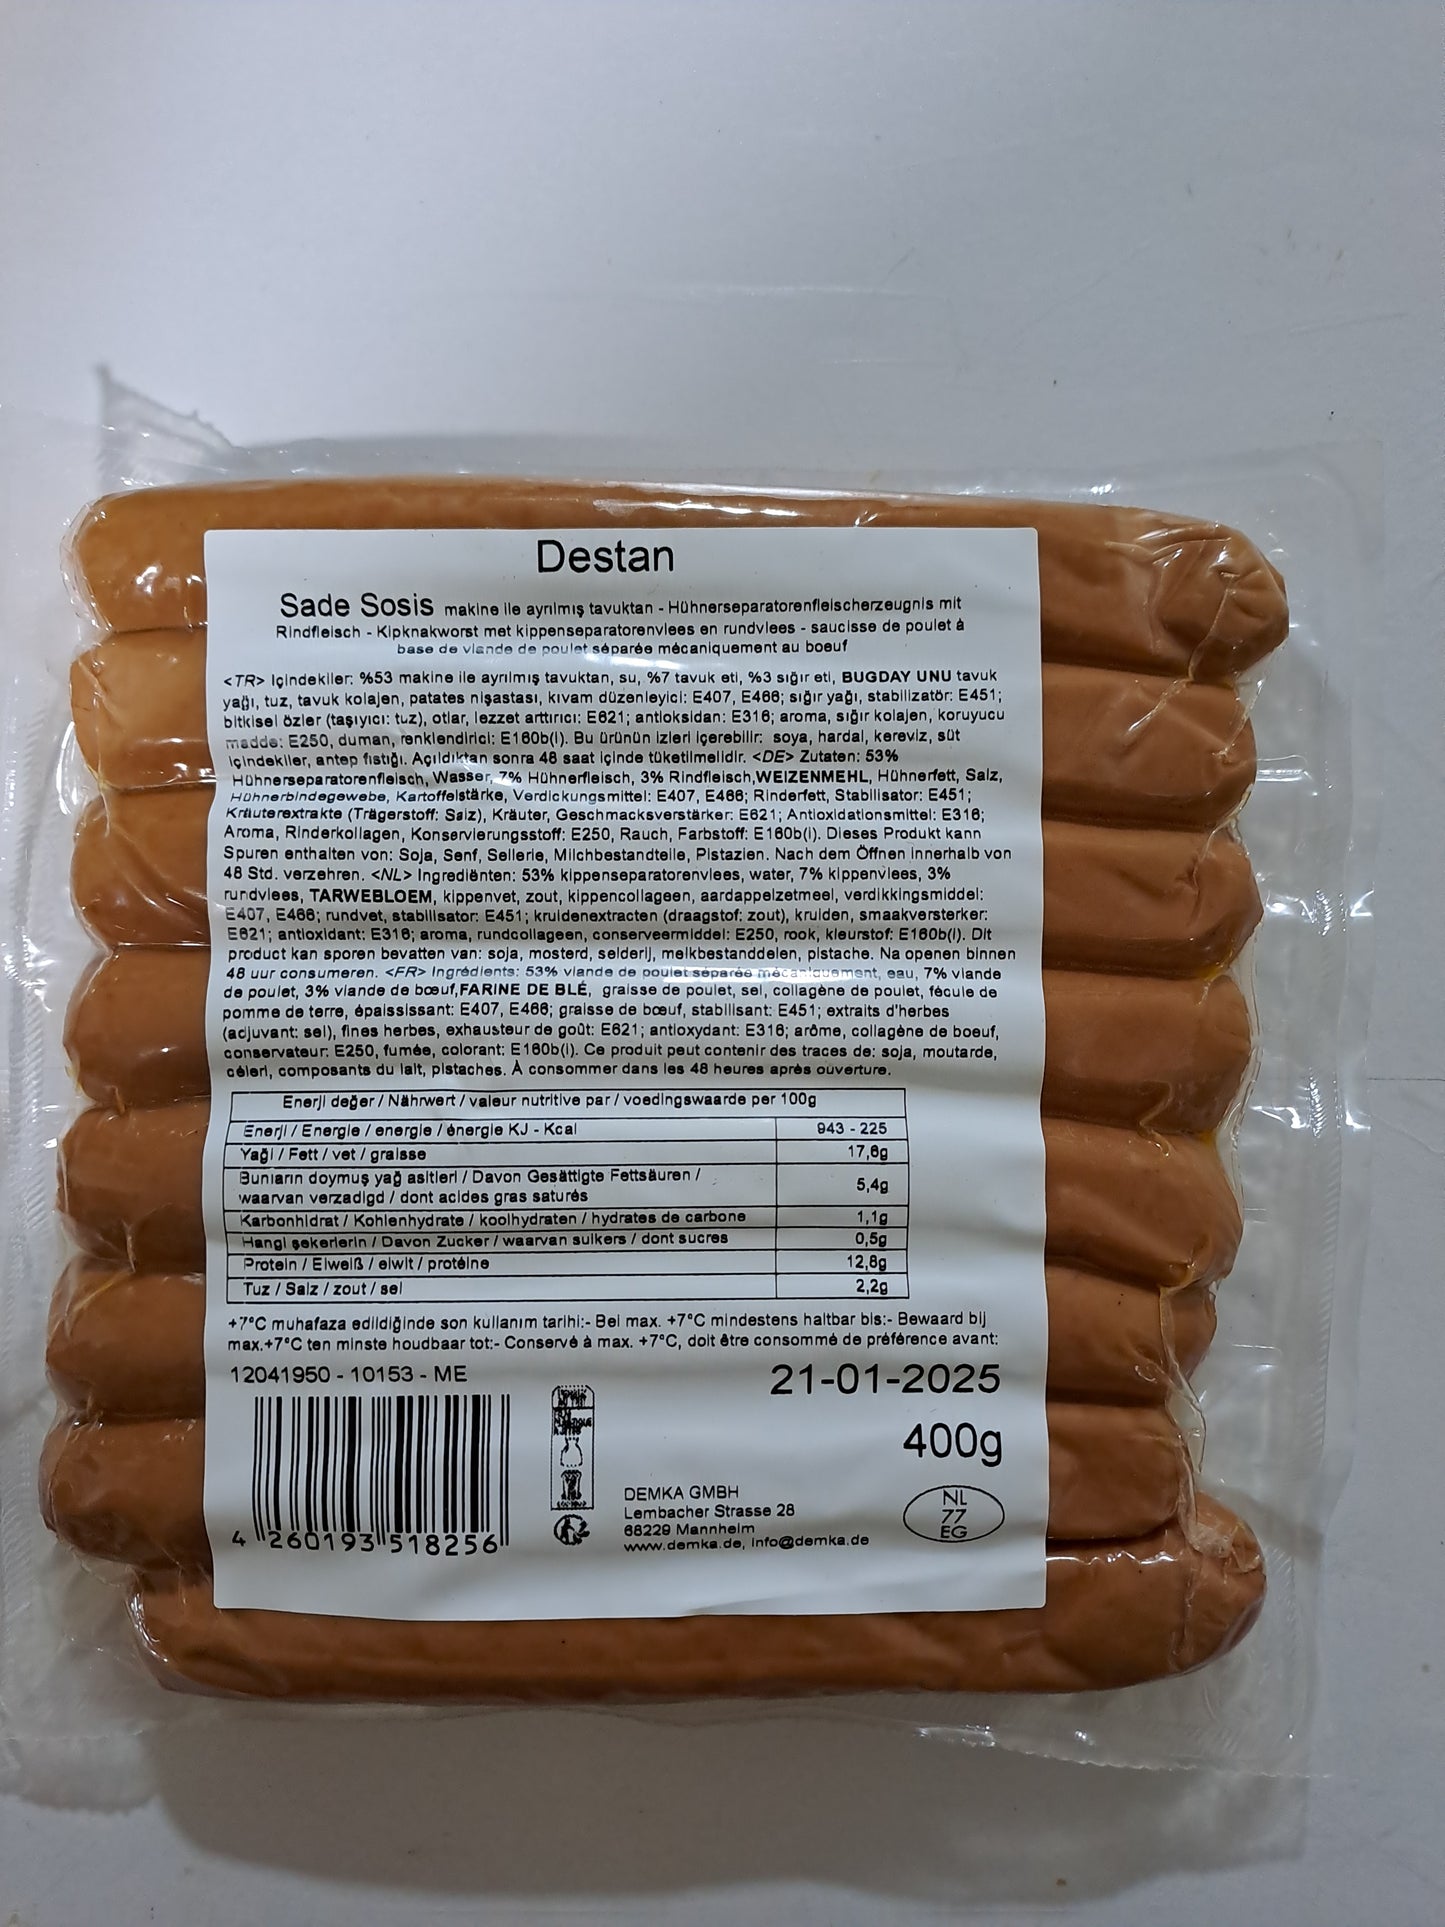 Destan
Sade Sosis makine ile ayrılmış tavuktan - Hühnerseparatorenfleischerzeugnis mit
Rindfleisch - Kipknakworst met kippenseparatorenvlees en rundvlees - saucisse de poulet à
base de viande de poulet séparée mécaniquement au boeuf
<TR> İçindekiler: %53 makine ile ayrılmış tavuktan, su, %7 tavuk eti, %3 sığır eti, BUGDAY UNU tavuk
yağı, tuz, tavuk kolajen, patates nişastası, kıvam düzenleyici: E407, E466; sığır yağı, stabilizatör: E451;
bitkisel özler (taşıyıcı: tuz), otlar, lezzet arttırıcı: E621; antioksidan: E316; aroma, sığır kolajen, koruyucu
madde: E250, duman, renklendirici: E160b(i). Bu ürünün izleri içerebilir: soya, hardal, kereviz, süt
içindekiler, antep fıstığı. Açıldıktan sonra 48 saat içinde tüketilmelidir. <DE> Zutaten: 53%
Hühnerseparatorenfleisch, Wasser, 7% Hühnerfleisch, 3% Rindfleisch,WEIZENMEHL, Hühnerfett, Salz,
Hühnerbindegewebe, Kartoffelstärke, Verdickungsmittel: E407, E466; Rinderfett, Stabilisator: E451;
Kräuterextrakte (Trägerstoff: Salz), Kräuter, Geschmacksverstärker: E621; Antioxidationsmittel: E316;
Aroma, Rinderkollagen, Konservierungsstoff: E250, Rauch, Farbstoff: E160b(i). Dieses Produkt kann
Spuren enthalten von: Soja, Senf, Sellerie, Milchbestandteile, Pistazien. Nach dem Öffnen innerhalb von
48 Std. verzehren. <NL> Ingrediënten: 53% kippenseparatorenvlees, water, 7% kippenvlees, 3%
rundvlees, TARWEBLOEM, kippenvet, zout, kippencollageen, aardappelzetmeel, verdikkingsmiddel:
E407, E466; rundvet, stabilisator: E451; kruidenextracten (draagstof: zout), kruiden, smaakversterker:
E621; antioxidant: E316; aroma, rundcollageen, conserveermiddel: E250, rook, kleurstof: E160b(i). Dit
product kan sporen bevatten van: soja, mosterd, selderij, melkbestanddelen, pistache. Na openen binnen
48 uur consumeren. <FR> Ingrédients: 53% viande de poulet séparée mécaniquement, eau, 7% viande
de poulet, 3% viande de bœuf,FARINE DE BLÉ, graisse de poulet, sel, collagène de poulet, fécule de
pomme de terre, épaississant: E407, E466; graisse de bœuf, stabilisant: E451; extraits d'herbes
(adjuvant: sel), fines herbes, exhausteur de goût: E621; antioxydant: E316; arôme, collagène de boeuf,
conservateur: E250, fumée, colorant: E160b(i). Ce produit peut contenir des traces de: soja, moutarde,
céleri, composants du lait, pistaches. À consommer dans les 48 heures après ouverture.
Enerji değer / Nährwert / valeur nutritive par / voedingswaarde per 100g
Enerji / Energie / energie / énergie KJ - Kcal 943 - 225
Yaği / Fett / vet / graisse 17,6g
Bunların doymuş yağ asitleri / Davon Gesättigte Fettsäuren /
waarvan verzadigd / dont acides gras saturés 5,4g
Karbonhidrat / Kohlenhydrate / koolhydraten / hydrates de carbone 1,1g
Hangi şekerlerin / Davon Zucker / waarvan suikers / dont sucres 0,5g
Protein / Eiweiß / eiwit / protéine 12,8g
Tuz / Salz / zout / sel 2,2g
+7°C muhafaza edildiğinde son kullanım tarihi:- Bei max. +7°C mindestens haltbar bis:- Bewaard bij
max.+7°C ten minste houdbaar tot:- Conservé à max. +7°C, doit être consommé de préférence avant:
12041950 - 10153 - ME
21-01-2025
400g
DEMKA GMBH
Lembacher Strasse 28
68229 Mannheim
www.demka.de, info@demka.de
NL
77
EG
4 260193 518256